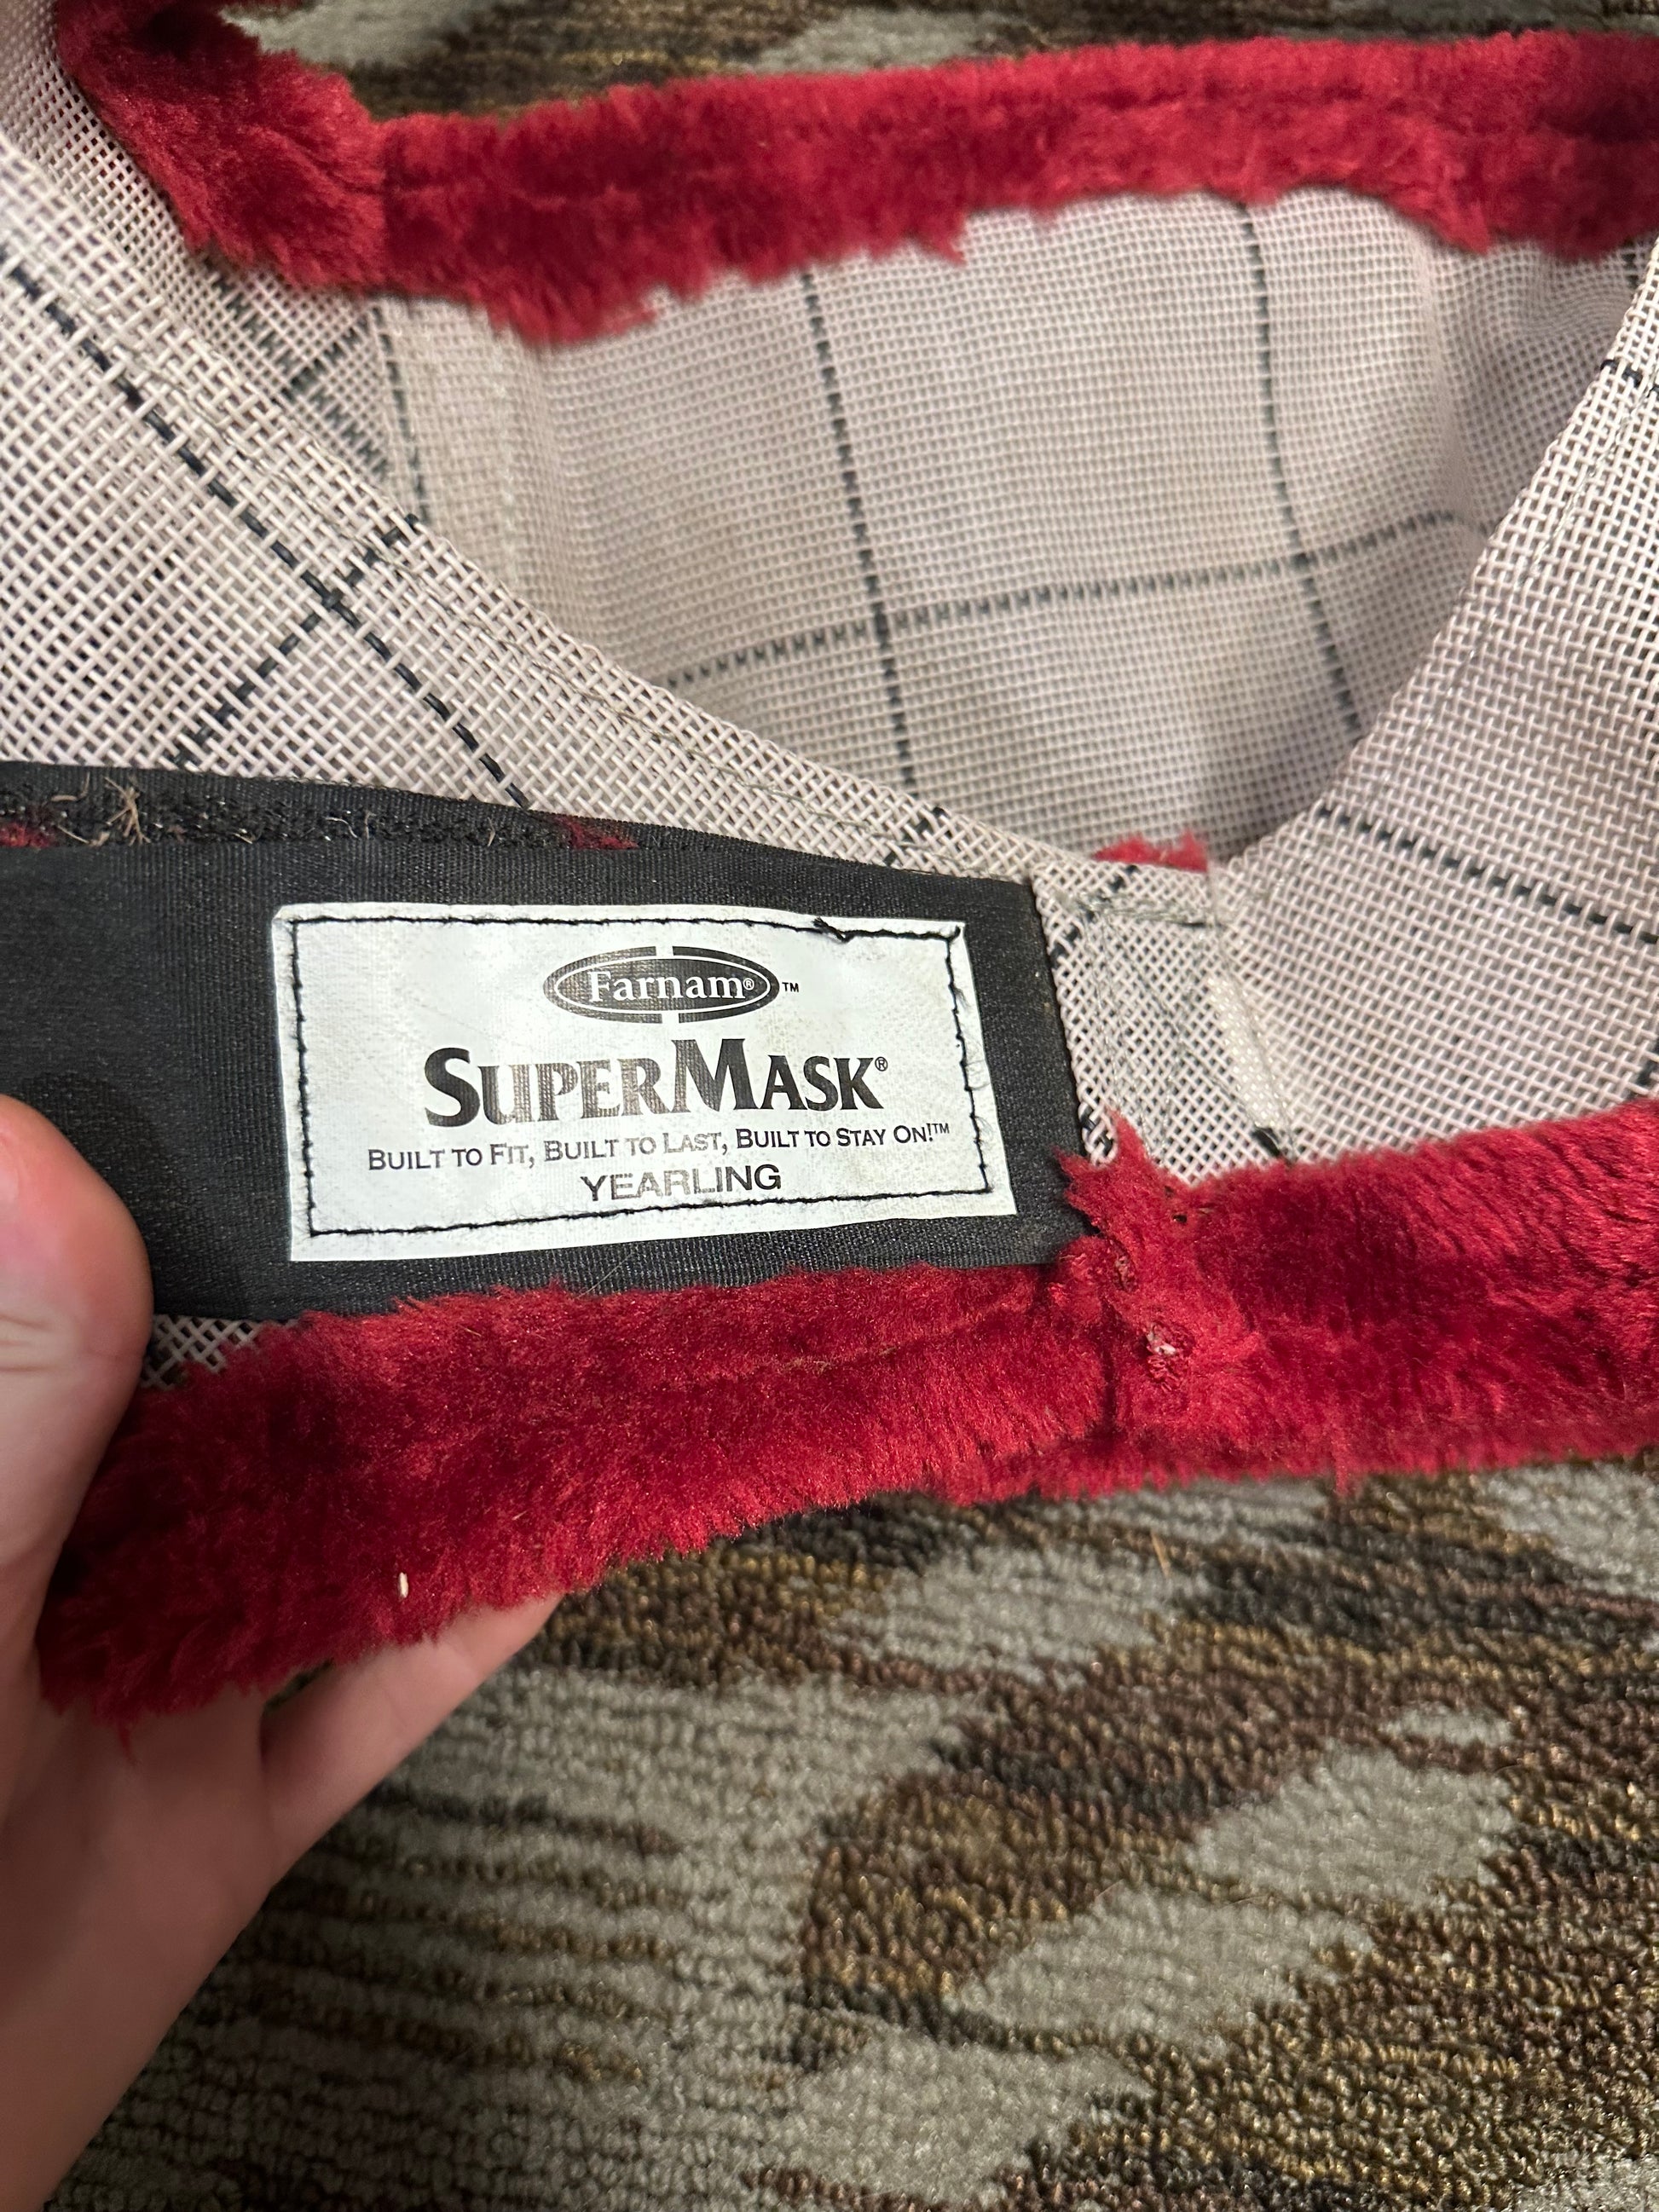 Farnam®™
SUPERMASK®
BUILT TO FIT, BUILT TO LAST, BUILT TO STAY ON!™
YEARLING